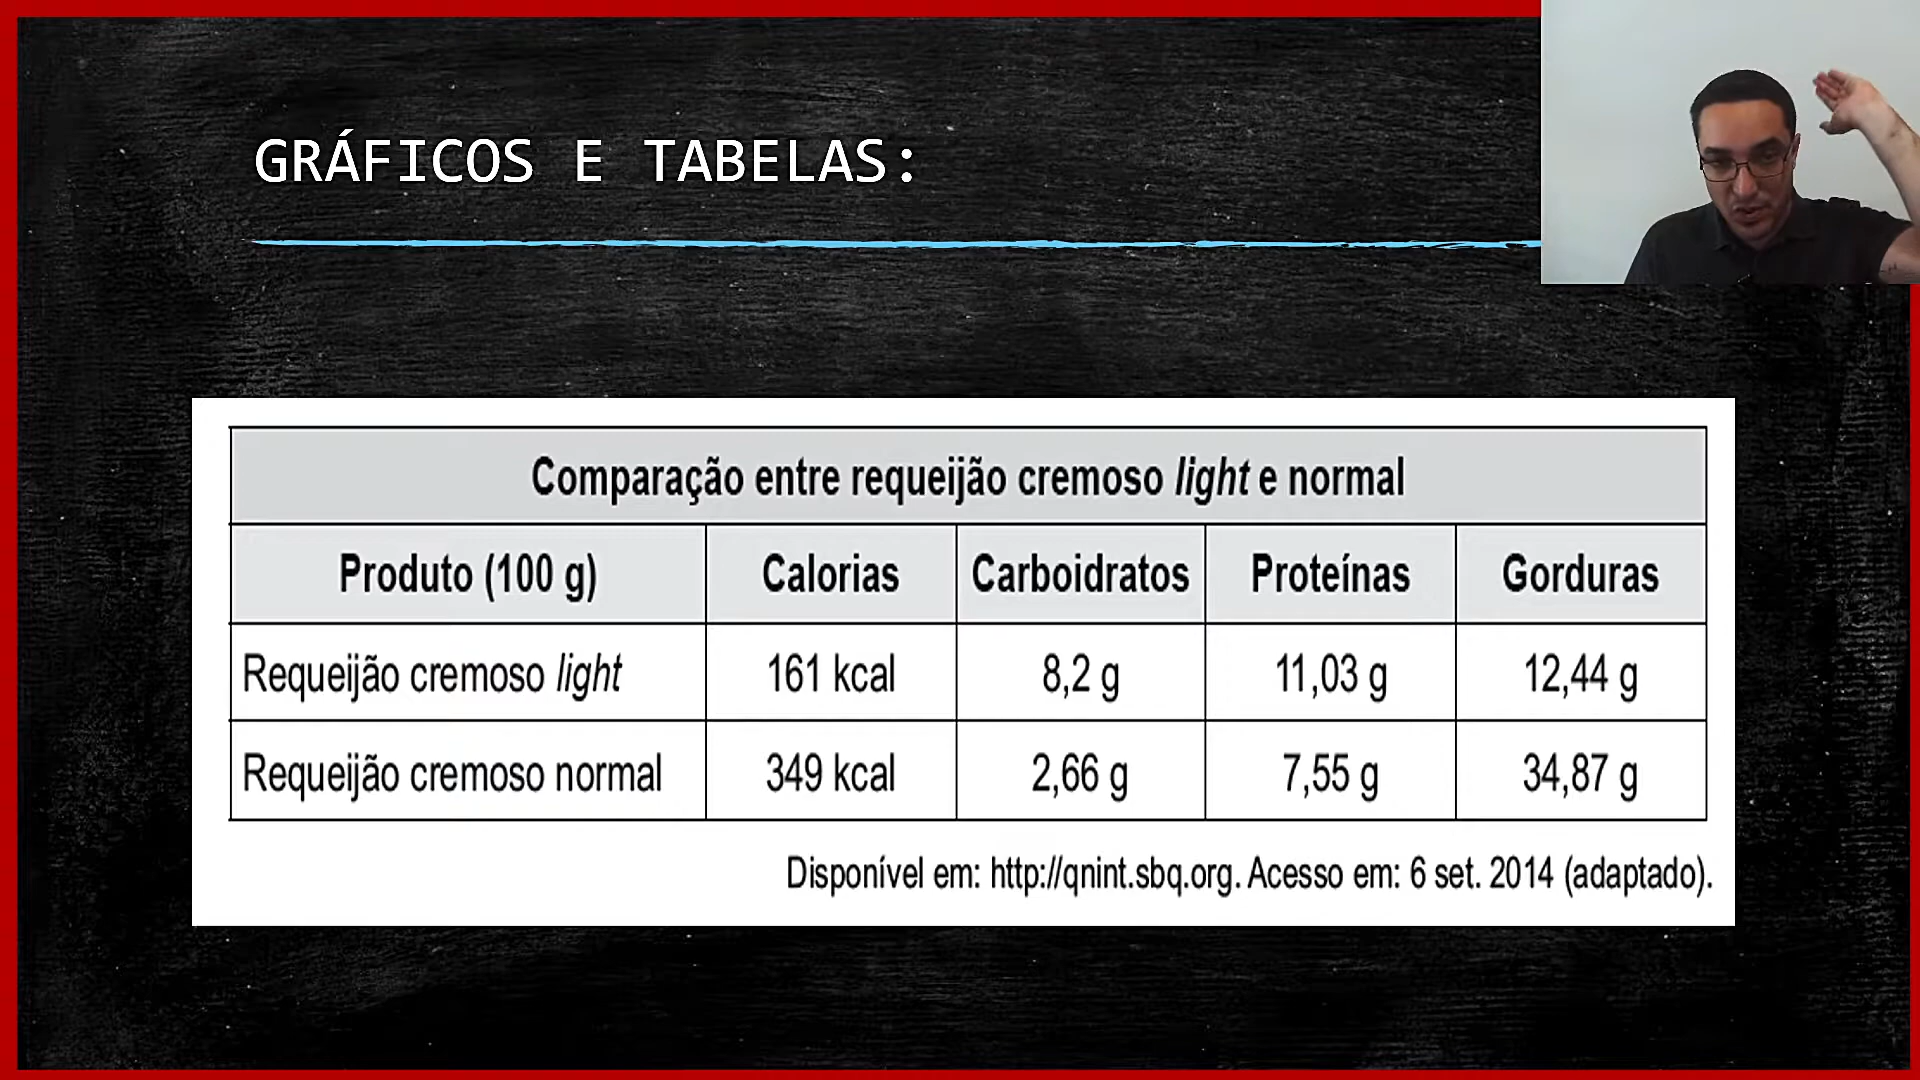 GRÁFICOS E TABELAS:
Comparação entre requeijão cremoso light e normal
Produto (100 g) Calorias Carboidratos Proteínas Gorduras
Requeijão cremoso light 161 kcal 8,2 g 11,03 g 12,44 g
Requeijão cremoso normal 349 kcal 2,66 g 7,55 g 34,87 g
Disponível em: http://qnint.sbq.org. Acesso em: 6 set. 2014 (adaptado).